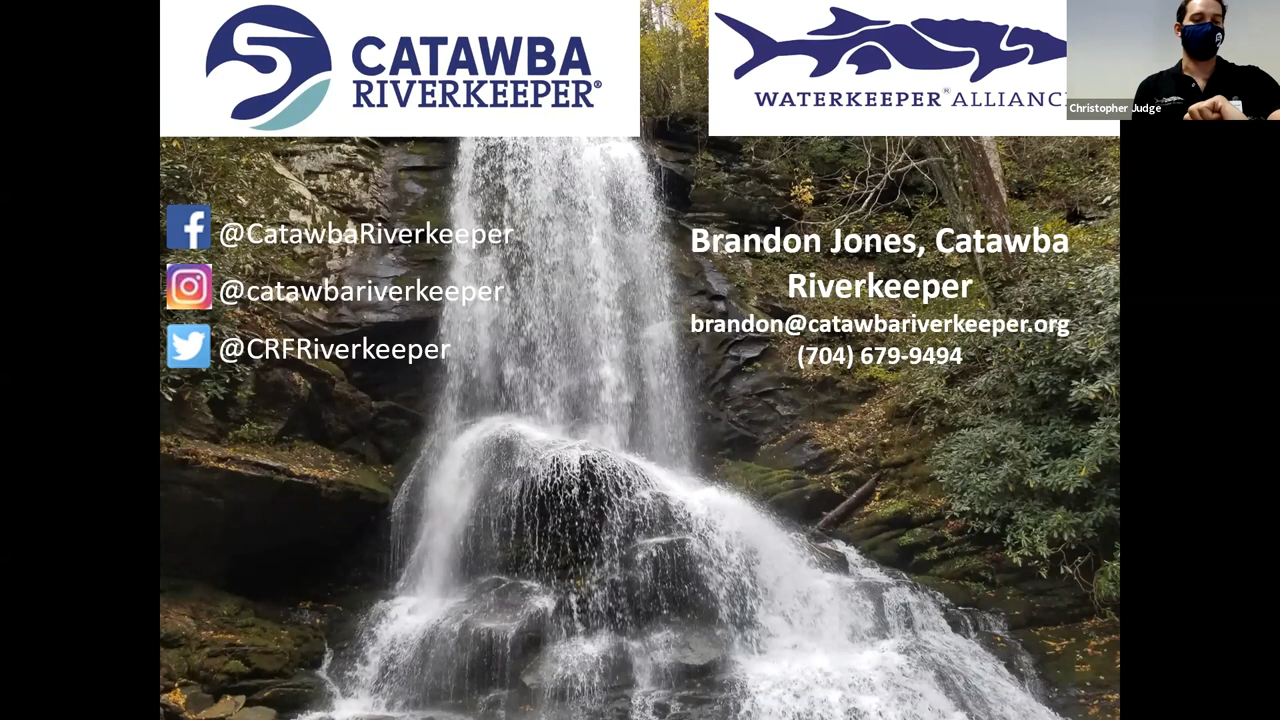 CATAWBA
RIVERKEEPER®
WATERKEEPER® ALLIANC
Christopher Judge
@CatawbaRiverkeeper
@catawbariverkeeper
@CRFRiverkeeper
Brandon Jones, Catawba
Riverkeeper
brandon@catawbariverkeeper.org
(704) 679-9494